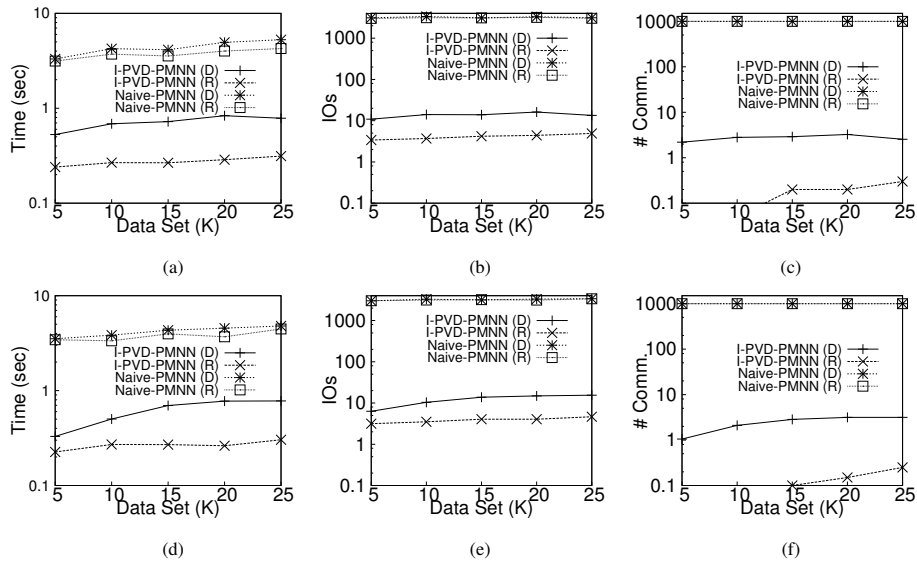 10
1
0.1
Time (sec)
I-PVD-PMNN (D)
I-PVD-PMNN (R)
Naive-PMNN (D)
Naive-PMNN (R)
5 10 15 20 25
Data Set (K)
(a)
1000
100
10
1
0.1
IOs
I-PVD-PMNN (D)
I-PVD-PMNN (R)
Naive-PMNN (D)
Naive-PMNN (R)
5 10 15 20 25
Data Set (K)
(b)
1000
100
10
1
0.1
# Comm.
I-PVD-PMNN (D)
I-PVD-PMNN (R)
Naive-PMNN (D)
Naive-PMNN (R)
5 10 15 20 25
Data Set (K)
(c)
10
1
0.1
Time (sec)
I-PVD-PMNN (D)
I-PVD-PMNN (R)
Naive-PMNN (D)
Naive-PMNN (R)
5 10 15 20 25
Data Set (K)
(d)
1000
100
10
1
0.1
IOs
I-PVD-PMNN (D)
I-PVD-PMNN (R)
Naive-PMNN (D)
Naive-PMNN (R)
5 10 15 20 25
Data Set (K)
(e)
1000
100
10
1
0.1
# Comm.
I-PVD-PMNN (D)
I-PVD-PMNN (R)
Naive-PMNN (D)
Naive-PMNN (R)
5 10 15 20 25
Data Set (K)
(f)